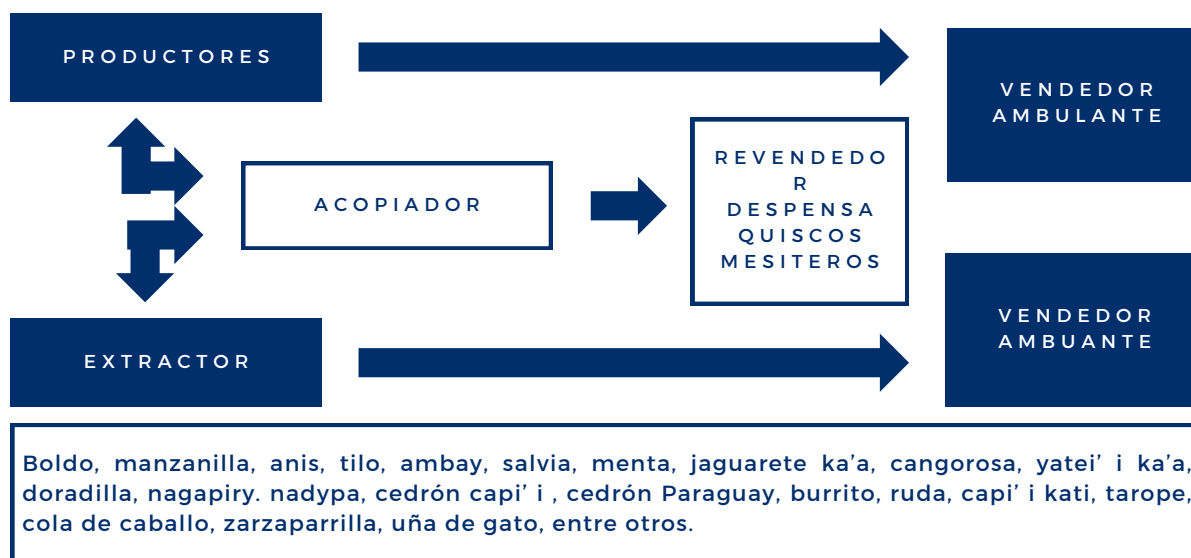 PRODUCTORES
VENDEDOR
AMBULANTE
ACOPIADOR
REVENDEDO
R
DESPENSA
QUISCOS
MESITEROS
EXTRACTOR
VENDEDOR
AMBUANTE
Boldo, manzanilla, anis, tilo, ambay, salvia, menta, jaguarete ka’a, cangorosa, yatei’ i ka’a,
doradilla, nagapiry. nadypa, cedrón capi’ i , cedrón Paraguay, burrito, ruda, capi’ i kati, tarope,
cola de caballo, zarzaparrilla, uña de gato, entre otros.